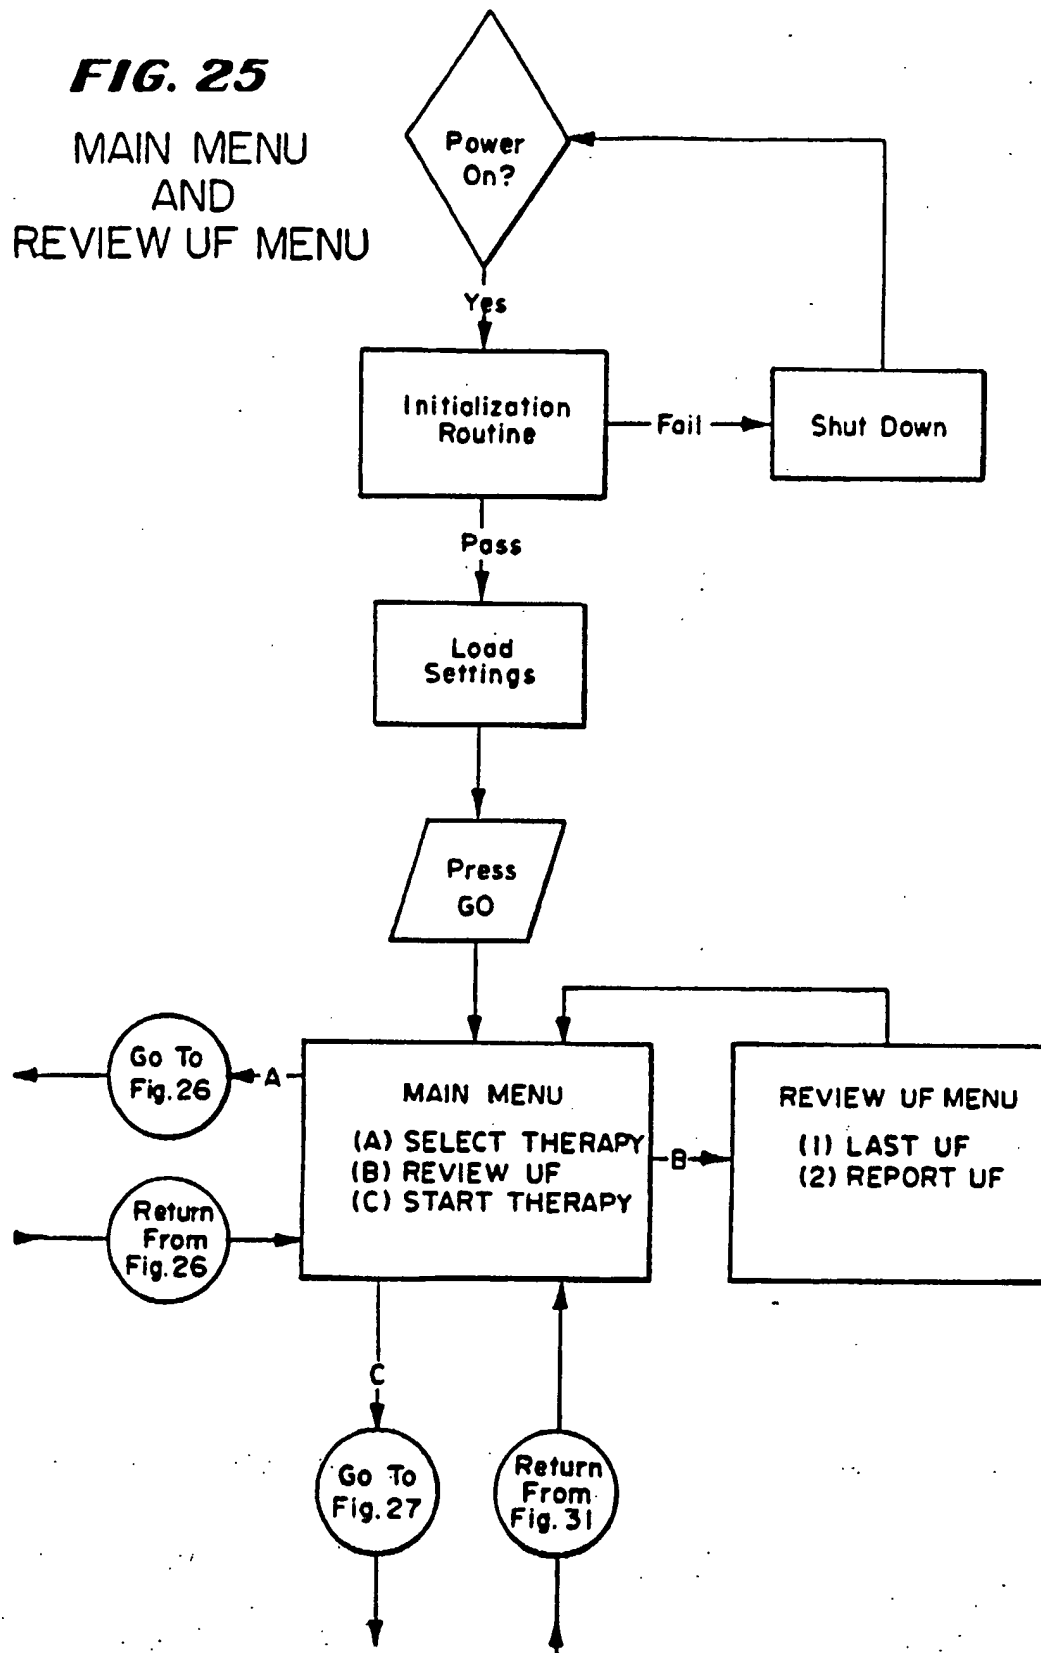 FIG. 25
MAIN MENU
AND
REVIEW UF MENU
Power
On?
Yes
Initialization
Routine
Fail
Shut Down
Pass
Load
Settings
Press
GO
Go To
Fig. 26
A
MAIN MENU
(A) SELECT THERAPY
(B) REVIEW UF
(C) START THERAPY
B
REVIEW UF MENU
(1) LAST UF
(2) REPORT UF
Return
From
Fig. 26
C
Go To
Fig. 27
Return
From
Fig. 31